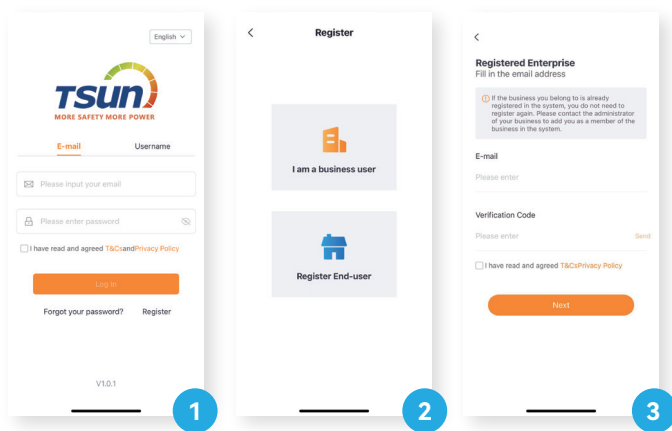 English
TSUN
MORE SAFETY MORE POWER
E-mail Username
Please input your email
Please enter password
I have read and agreed T&CsandPrivacy Policy
Log In
Forgot your password? Register
V1.0.1
1
Register
I am a business user
Register End-user
2
Registered Enterprise
Fill in the email address
If the business you belong to is already
registered in the system, you do not need to
register again. Please contact the administrator
of your business to add you as a member of the
business in the system.
E-mail
Please enter
Verification Code
Please enter Send
I have read and agreed T&CsPrivacy Policy
Next
3